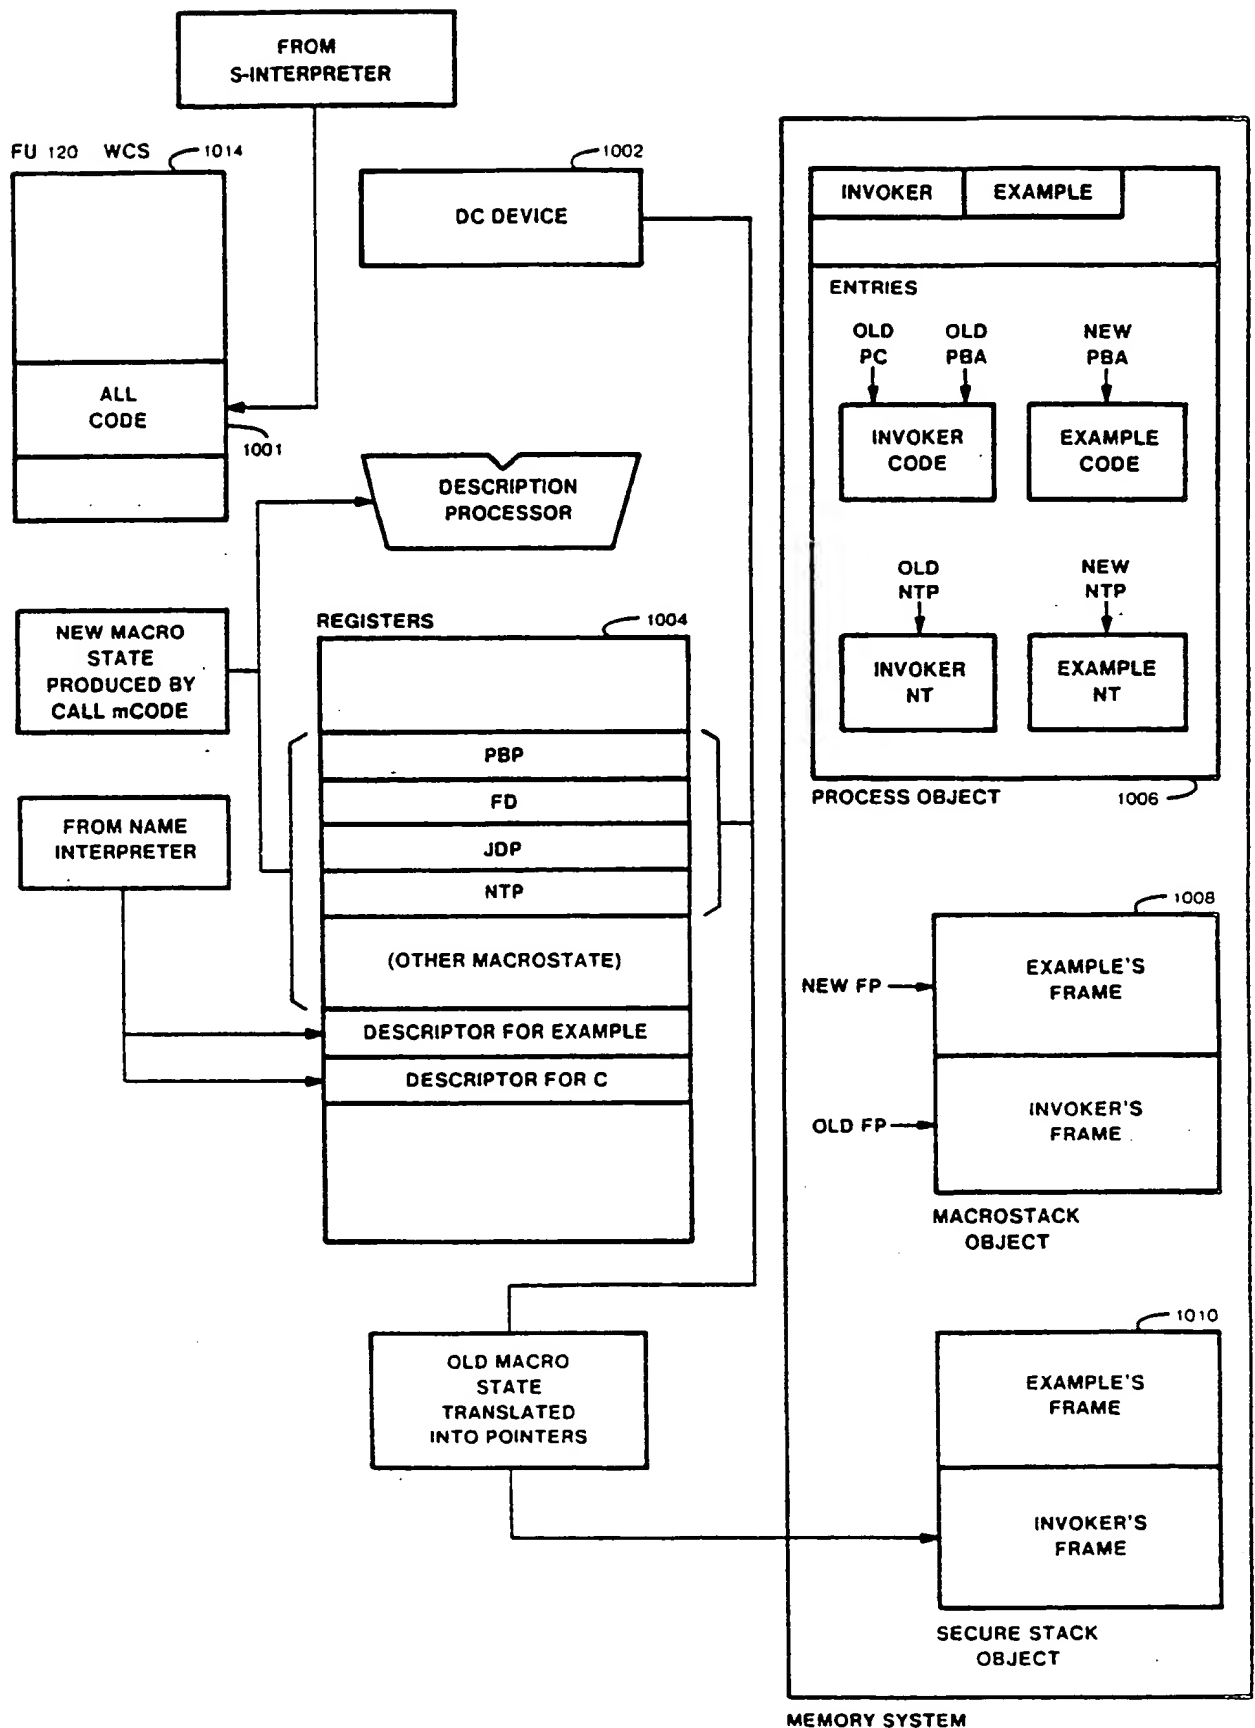 FROM
S-INTERPRETER
FU 120 WCS
1014
ALL
CODE
1001
1002
DC DEVICE
DESCRIPTION
PROCESSOR
NEW MACRO
STATE
PRODUCED BY
CALL mCODE
FROM NAME
INTERPRETER
REGISTERS
1004
PBP
FD
JDP
NTP
(OTHER MACROSTATE)
DESCRIPTOR FOR EXAMPLE
DESCRIPTOR FOR C
OLD MACRO
STATE
TRANSLATED
INTO POINTERS
INVOKER
EXAMPLE
ENTRIES
OLD
PC
OLD
PBA
NEW
PBA
INVOKER
CODE
EXAMPLE
CODE
OLD
NTP
NEW
NTP
INVOKER
NT
EXAMPLE
NT
PROCESS OBJECT
1006
1008
NEW FP
EXAMPLE'S
FRAME
OLD FP
INVOKER'S
FRAME
MACROSTACK
OBJECT
1010
EXAMPLE'S
FRAME
INVOKER'S
FRAME
SECURE STACK
OBJECT
MEMORY SYSTEM